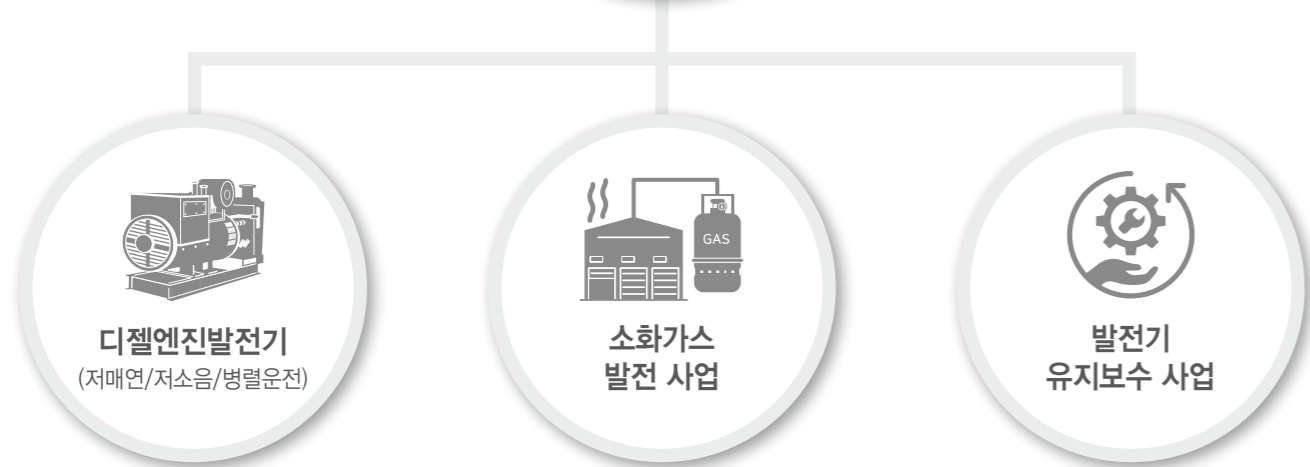 GAS
디젤엔진발전기
(저매연/저소음/병렬운전)
소화가스
발전 사업
발전기
유지보수 사업